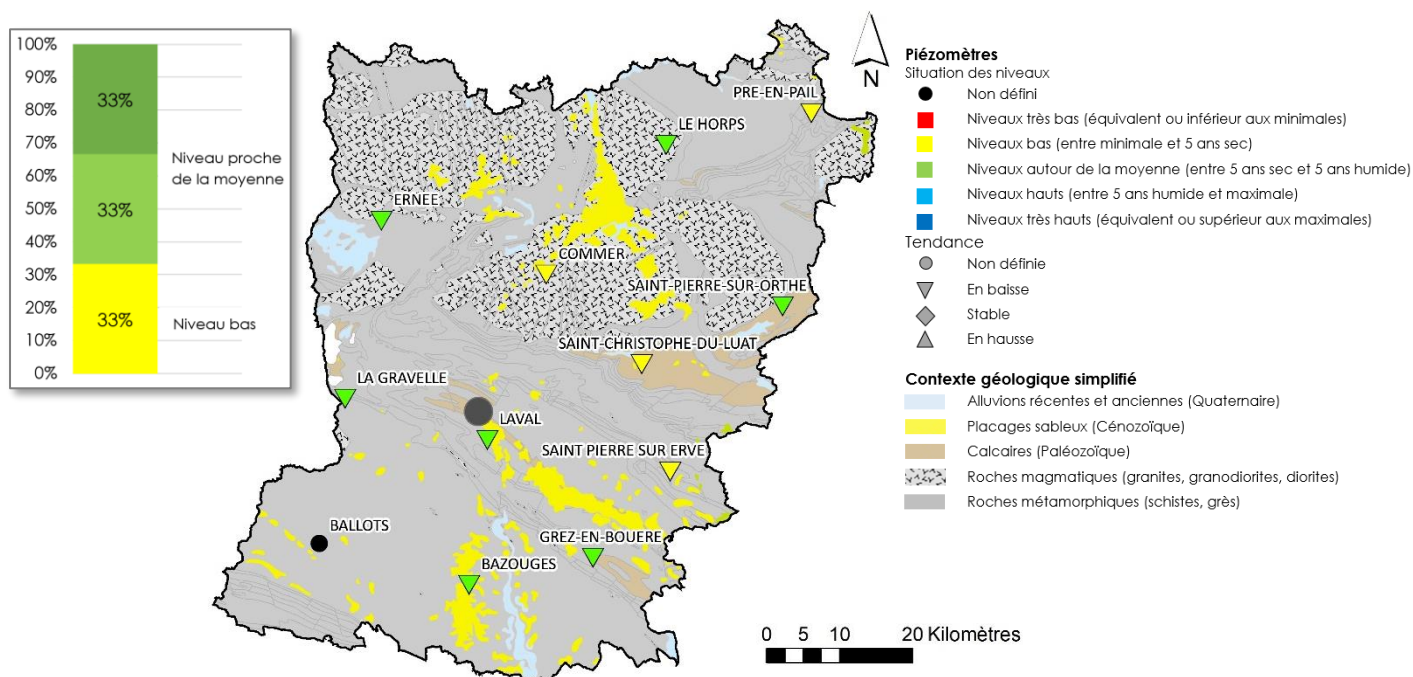 100%
90%
80%
70%
60%
50%
40%
30%
20%
10%
0%
33%
33%
33%
Niveau proche
de la moyenne
Niveau bas
N
PRE-EN-PAIL
LE HORPS
ERNEE
COMMER
SAINT-PIERRE-SUR-ORTHE
SAINT-CHRISTOPHE-DU-LUAT
LA GRAVELLE
LAVAL
SAINT PIERRE SUR ERVE
BALLOTS
GREZ-EN-BOUERE
BAZOUGES
0 5 10 20 Kilomètres
Piézomètres
Situation des niveaux
Non défini
Niveaux très bas (équivalent ou inférieur aux minimales)
Niveaux bas (entre minimale et 5 ans sec)
Niveaux autour de la moyenne (entre 5 ans sec et 5 ans humide)
Niveaux hauts (entre 5 ans humide et maximale)
Niveaux très hauts (équivalent ou supérieur aux maximales)
Tendance
Non définie
En baisse
Stable
En hausse
Contexte géologique simplifié
Alluvions récentes et anciennes (Quaternaire)
Placages sableux (Cénozoïque)
Calcaires (Paléozoïque)
Roches magmatiques (granites, granodiorites, diorites)
Roches métamorphiques (schistes, grès)